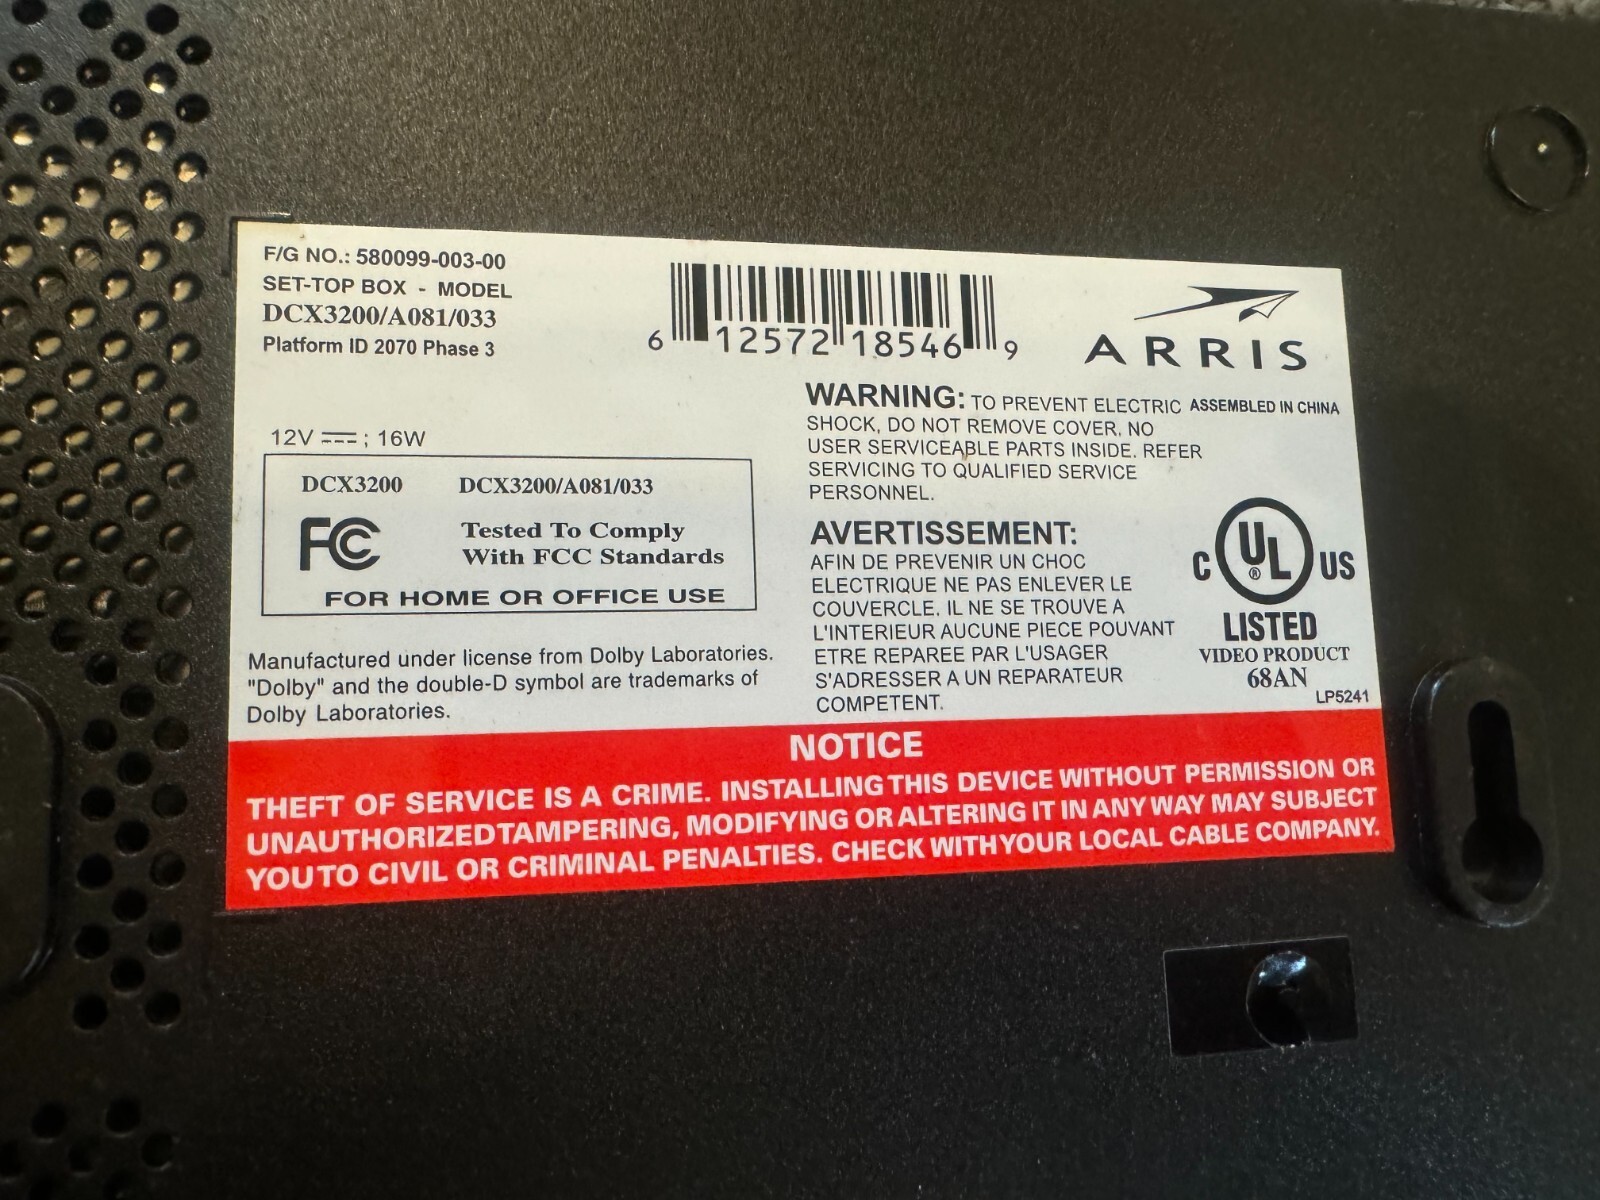 F/G NO.: 580099-003-00
SET-TOP BOX - MODEL
DCX3200/A081/033
Platform ID 2070 Phase 3
6 12572 18546 9
ARRIS
12V ⎓; 16W
DCX3200 DCX3200/A081/033
FC Tested To Comply
With FCC Standards
FOR HOME OR OFFICE USE
Manufactured under license from Dolby Laboratories.
"Dolby" and the double-D symbol are trademarks of
Dolby Laboratories.
WARNING: TO PREVENT ELECTRIC
SHOCK, DO NOT REMOVE COVER, NO
USER SERVICEABLE PARTS INSIDE. REFER
SERVICING TO QUALIFIED SERVICE
PERSONNEL.
ASSEMBLED IN CHINA
AVERTISSEMENT:
AFIN DE PREVENIR UN CHOC
ELECTRIQUE NE PAS ENLEVER LE
COUVERCLE. IL NE SE TROUVE A
L'INTERIEUR AUCUNE PIECE POUVANT
ETRE REPAREE PAR L'USAGER
S'ADRESSER A UN REPARATEUR
COMPETENT.
C UL® US
LISTED
VIDEO PRODUCT
68AN
LP5241
NOTICE
THEFT OF SERVICE IS A CRIME. INSTALLING THIS DEVICE WITHOUT PERMISSION OR
UNAUTHORIZED TAMPERING, MODIFYING OR ALTERING IT IN ANY WAY MAY SUBJECT
YOU TO CIVIL OR CRIMINAL PENALTIES. CHECK WITH YOUR LOCAL CABLE COMPANY.